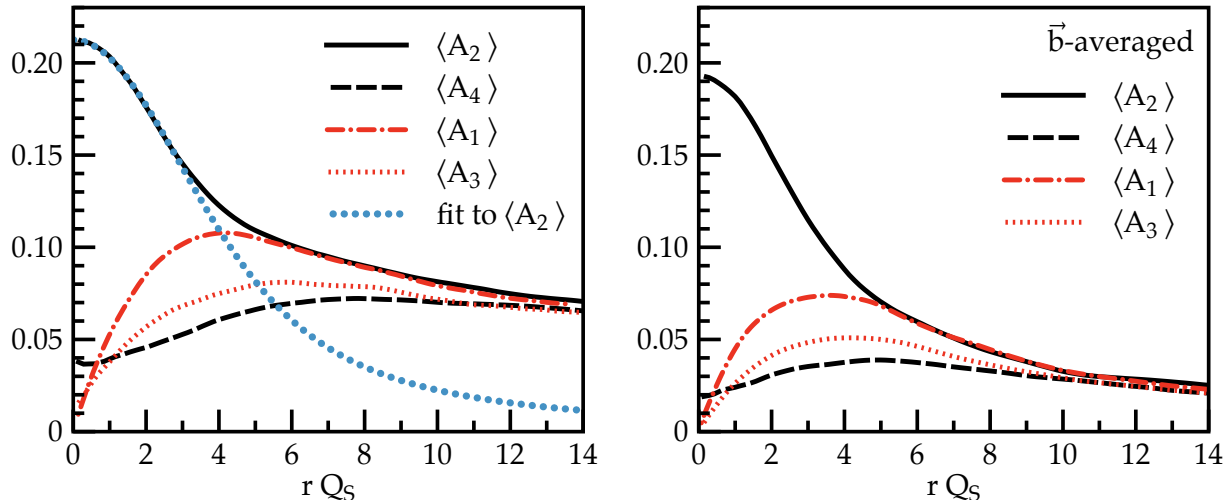 0.20
0.15
0.10
0.05
0
⟨A₂⟩
⟨A₄⟩
⟨A₁⟩
⟨A₃⟩
fit to ⟨A₂⟩
0 2 4 6 8 10 12 14
r Q_S
0.20
0.15
0.10
0.05
0
b⃗-averaged
⟨A₂⟩
⟨A₄⟩
⟨A₁⟩
⟨A₃⟩
0 2 4 6 8 10 12 14
r Q_S